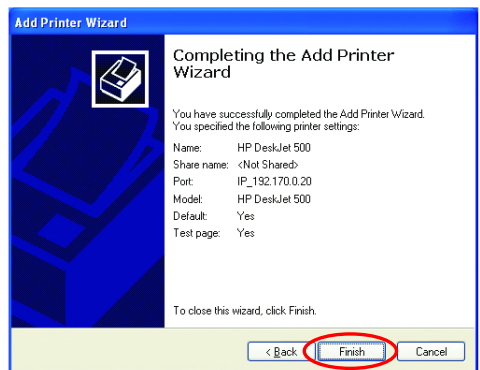 Add Printer Wizard
Completing the Add Printer
Wizard
You have successfully completed the Add Printer Wizard.
You specified the following printer settings:
Name: HP DeskJet 500
Share name: <Not Shared>
Port: IP_192.170.0.20
Model: HP DeskJet 500
Default: Yes
Test page: Yes
To close this wizard, click Finish.
< Back Finish Cancel